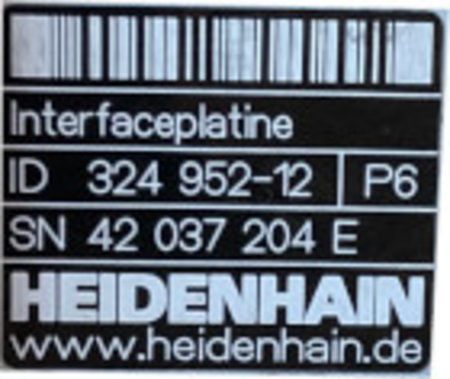 Interfaceplatine
ID 324 952-12 P6
SN 42 037 204 E
HEIDENHAIN
www.heidenhain.de